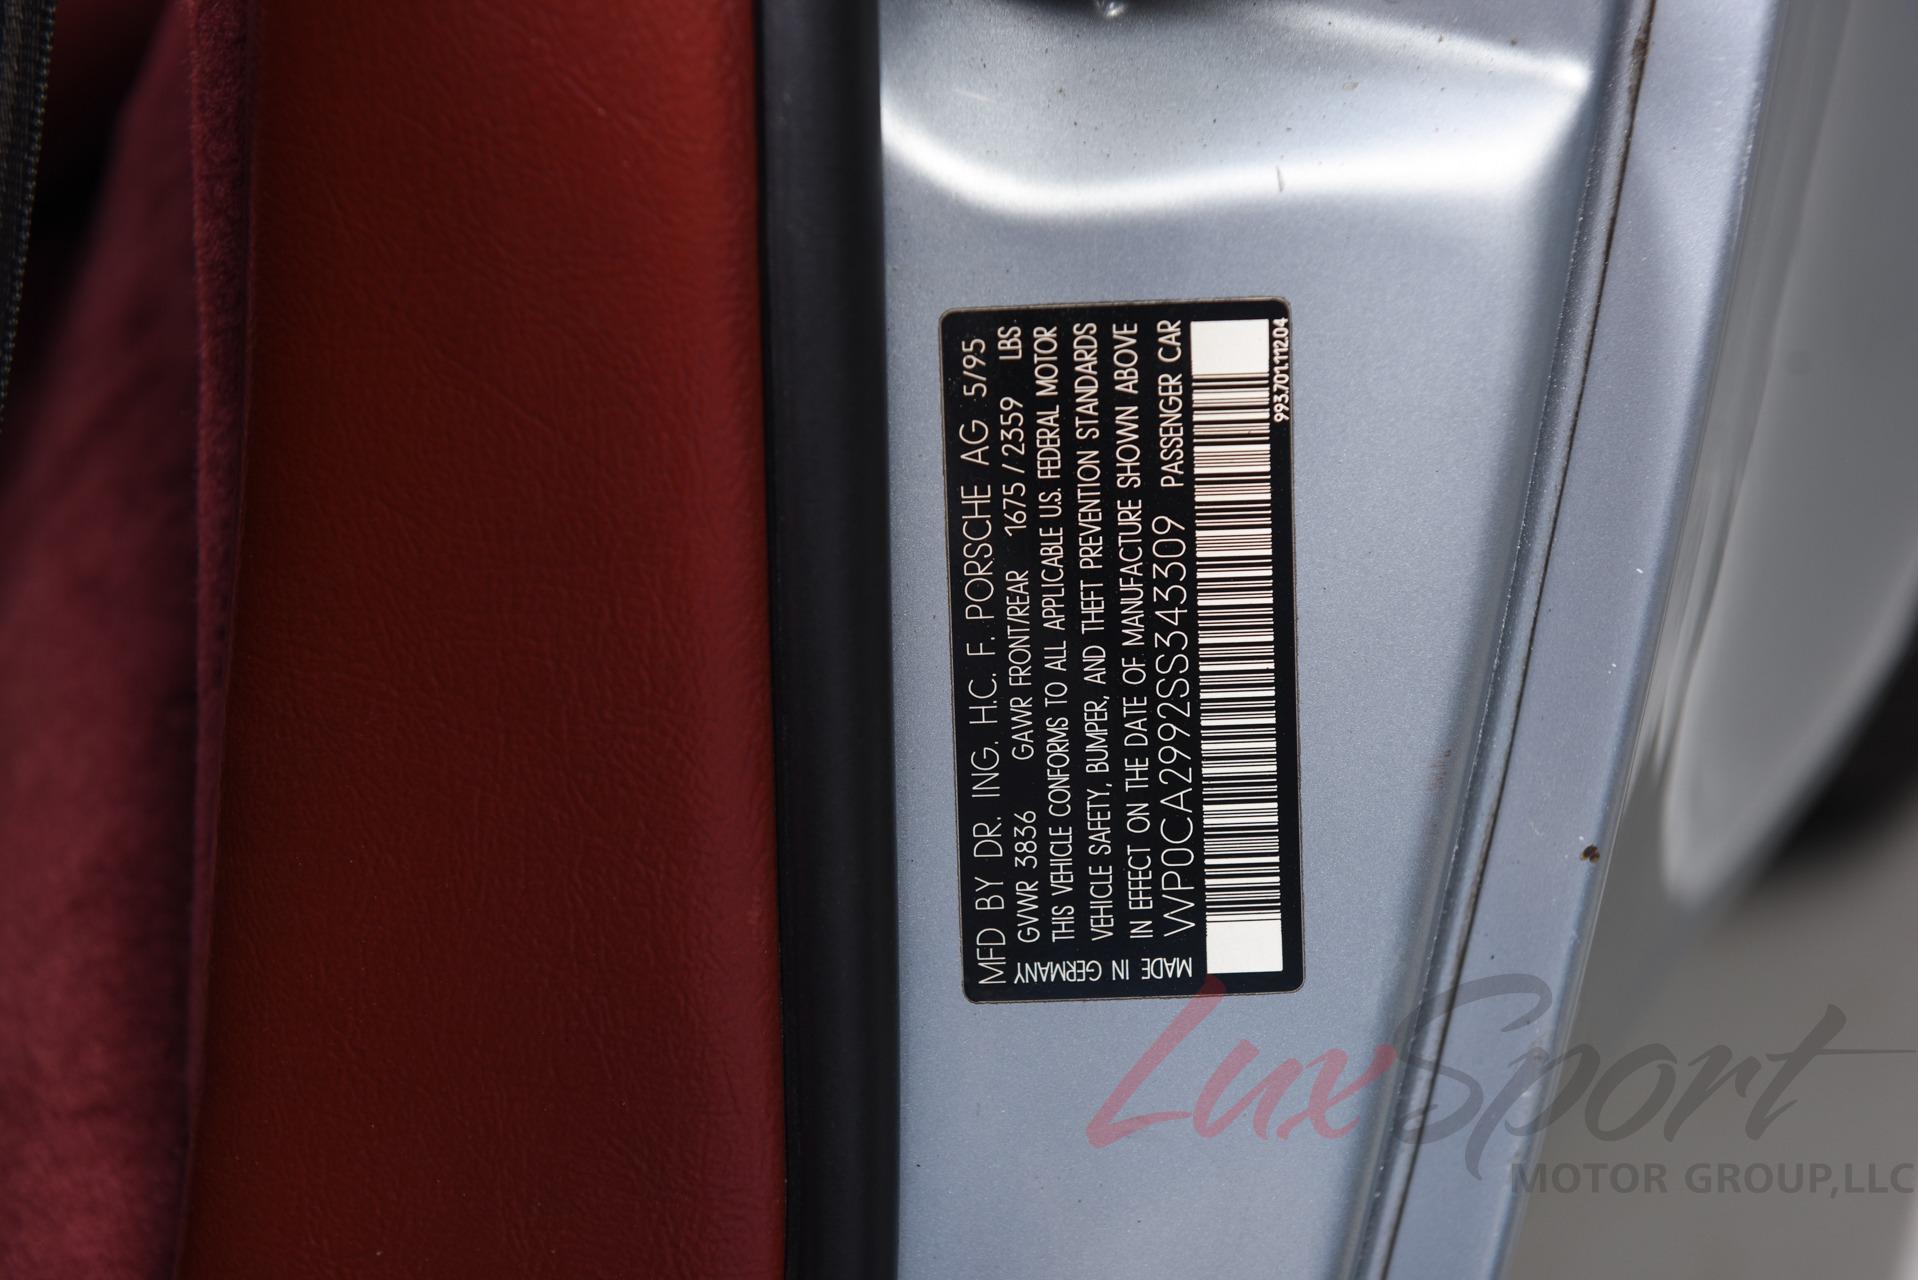 MFD BY DR. ING. H.C. F. PORSCHE AG 5/95
GVWR 3836 GAWR FRONT/REAR 1675/2359 LBS
THIS VEHICLE CONFORMS TO ALL APPLICABLE U.S. FEDERAL MOTOR
VEHICLE SAFETY, BUMPER, AND THEFT PREVENTION STANDARDS
IN EFFECT ON THE DATE OF MANUFACTURE SHOWN ABOVE
WP0CA2992SS343309 PASSENGER CAR
MADE IN GERMANY
993.701.112.04
LuxSport
MOTOR GROUP,LLC